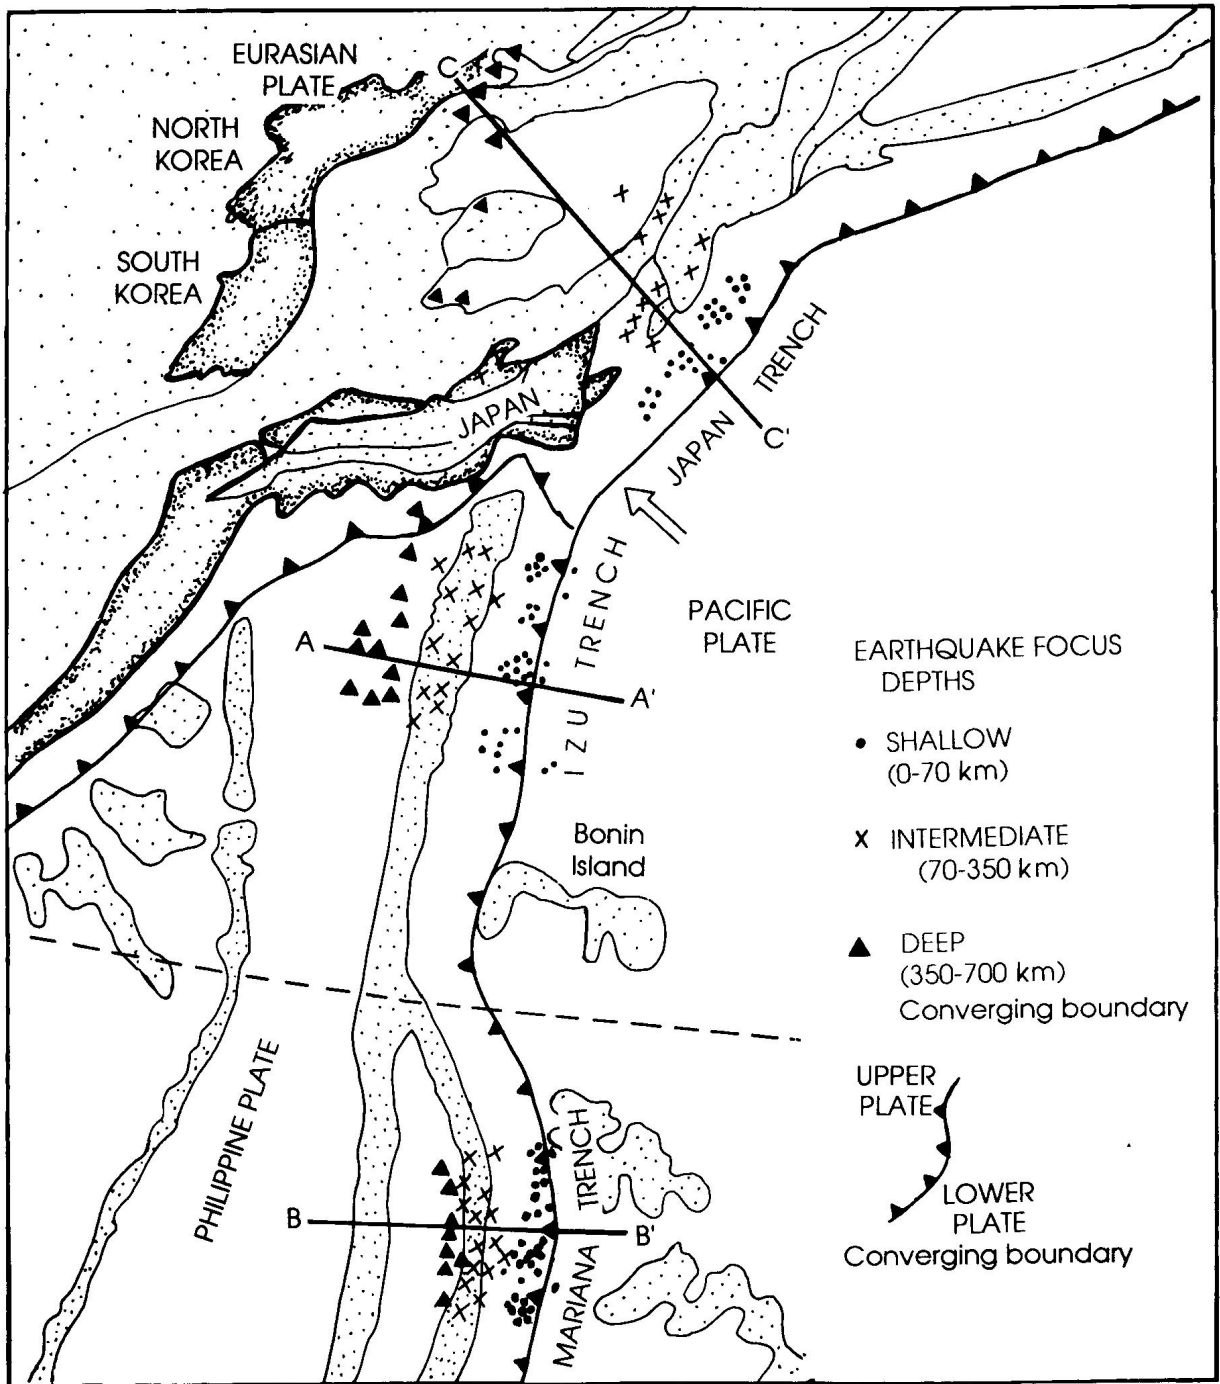 EURASIAN
PLATE
C
NORTH
KOREA
SOUTH
KOREA
JAPAN
JAPAN TRENCH
C'
IZU TRENCH
PACIFIC
PLATE
A
A'
EARTHQUAKE FOCUS
DEPTHS
SHALLOW
(0-70 km)
Bonin
Island
X INTERMEDIATE
(70-350 km)
DEEP
(350-700 km)
Converging boundary
PHILIPPINE PLATE
UPPER
PLATE
LOWER
PLATE
Converging boundary
B
B'
MARIANA TRENCH